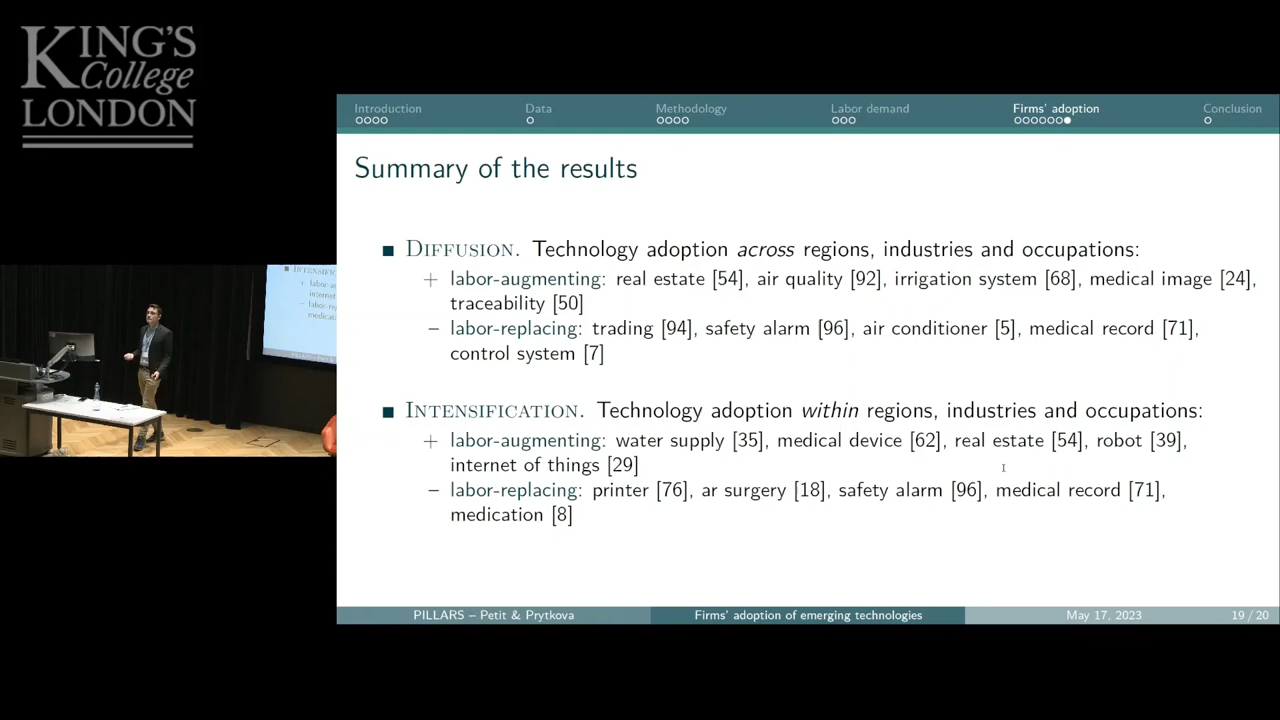 KING'S
College
LONDON
Introduction Data Methodology Labor demand Firms' adoption Conclusion
Summary of the results
DIFFUSION. Technology adoption across regions, industries and occupations:
+ labor-augmenting: real estate [54], air quality [92], irrigation system [68], medical image [24],
traceability [50]
– labor-replacing: trading [94], safety alarm [96], air conditioner [5], medical record [71],
control system [7]
INTENSIFICATION. Technology adoption within regions, industries and occupations:
+ labor-augmenting: water supply [35], medical device [62], real estate [54], robot [39],
internet of things [29]
– labor-replacing: printer [76], ar surgery [18], safety alarm [96], medical record [71],
medication [8]
PILLARS – Petit & Prytkova Firms' adoption of emerging technologies May 17, 2023 19 / 20